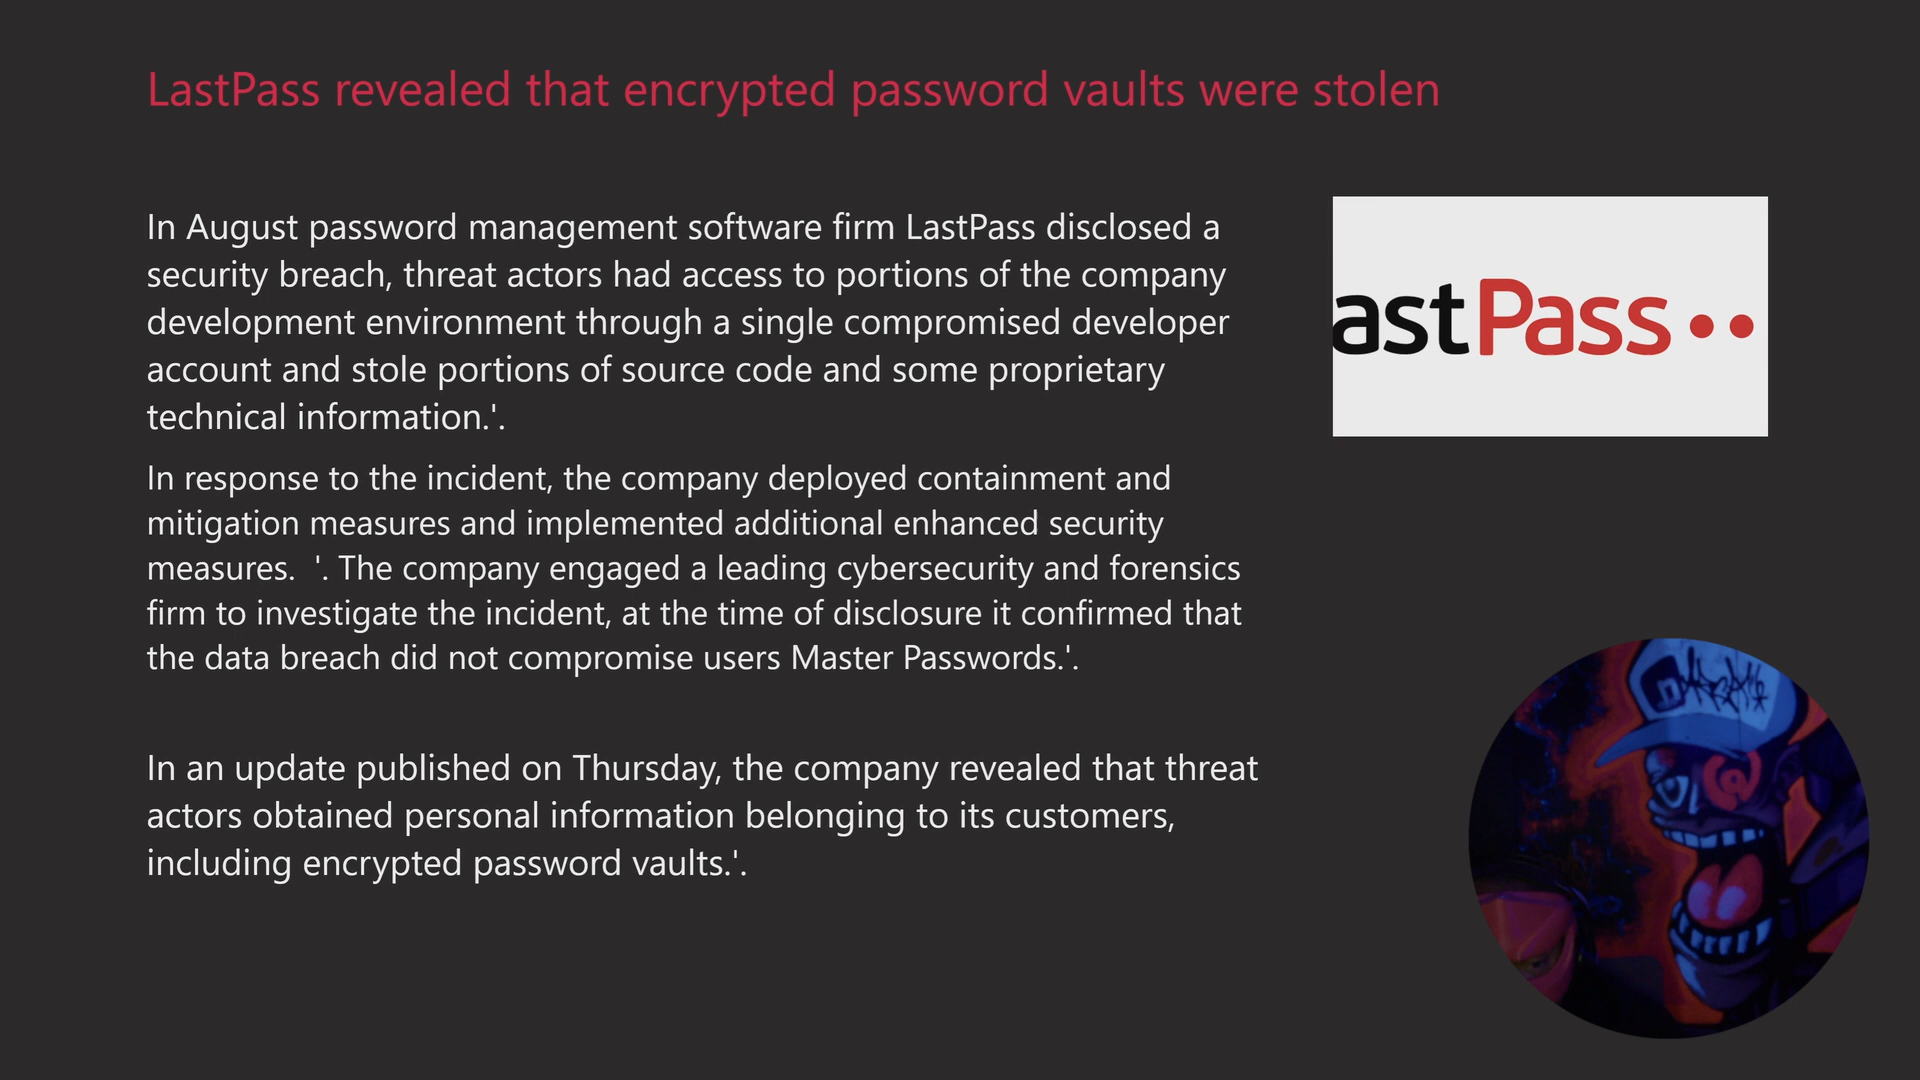 LastPass revealed that encrypted password vaults were stolen
In August password management software firm LastPass disclosed a
security breach, threat actors had access to portions of the company
development environment through a single compromised developer
account and stole portions of source code and some proprietary
technical information.'.
In response to the incident, the company deployed containment and
mitigation measures and implemented additional enhanced security
measures.  '. The company engaged a leading cybersecurity and forensics
firm to investigate the incident, at the time of disclosure it confirmed that
the data breach did not compromise users Master Passwords.'.
In an update published on Thursday, the company revealed that threat
actors obtained personal information belonging to its customers,
including encrypted password vaults.'.
astPass